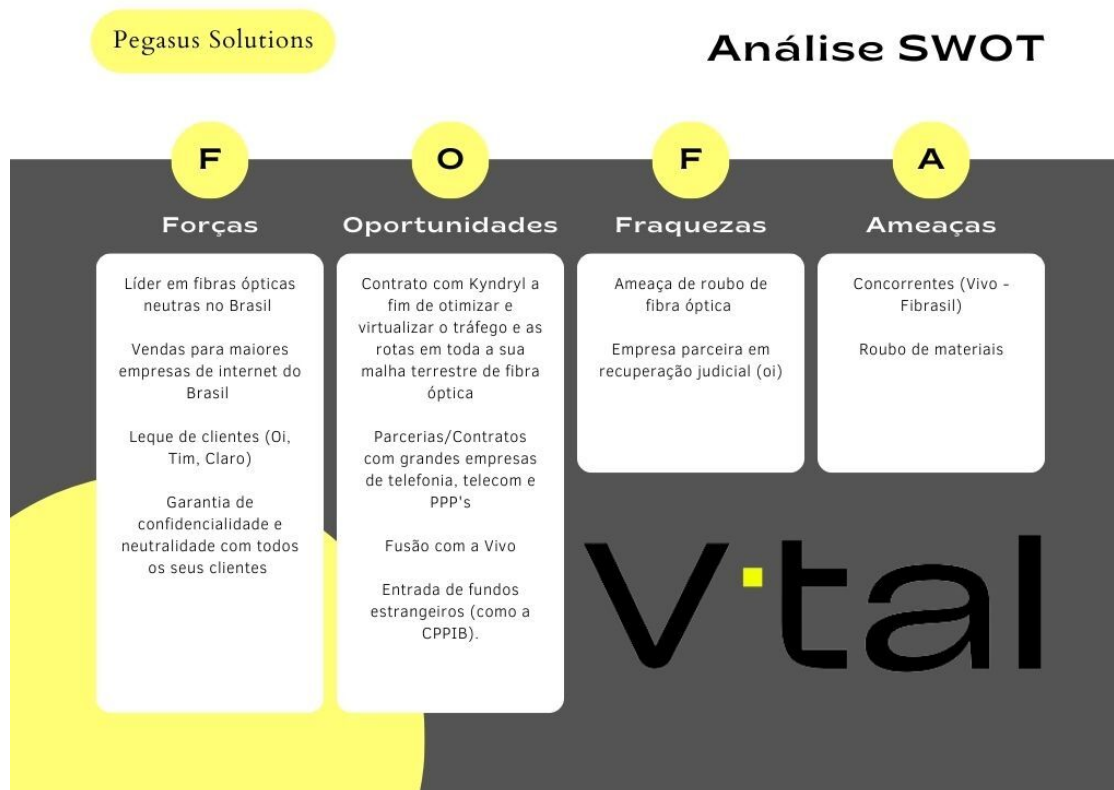 Pegasus Solutions
Análise SWOT
F
Forças
Líder em fibras ópticas
neutras no Brasil
Vendas para maiores
empresas de internet do
Brasil
Leque de clientes (Oi,
Tim, Claro)
Garantia de
confidencialidade e
neutralidade com todos
os seus clientes
O
Oportunidades
Contrato com Kyndryl a
fim de otimizar e
virtualizar o tráfego e as
rotas em toda a sua
malha terrestre de fibra
óptica
Parcerias/Contratos
com grandes empresas
de telefonia, telecom e
PPP's
Fusão com a Vivo
Entrada de fundos
estrangeiros (como a
CPPIB).
F
Fraquezas
Ameaça de roubo de
fibra óptica
Empresa parceira em
recuperação judicial (oi)
A
Ameaças
Concorrentes (Vivo -
Fibrasil)
Roubo de materiais
V·tal